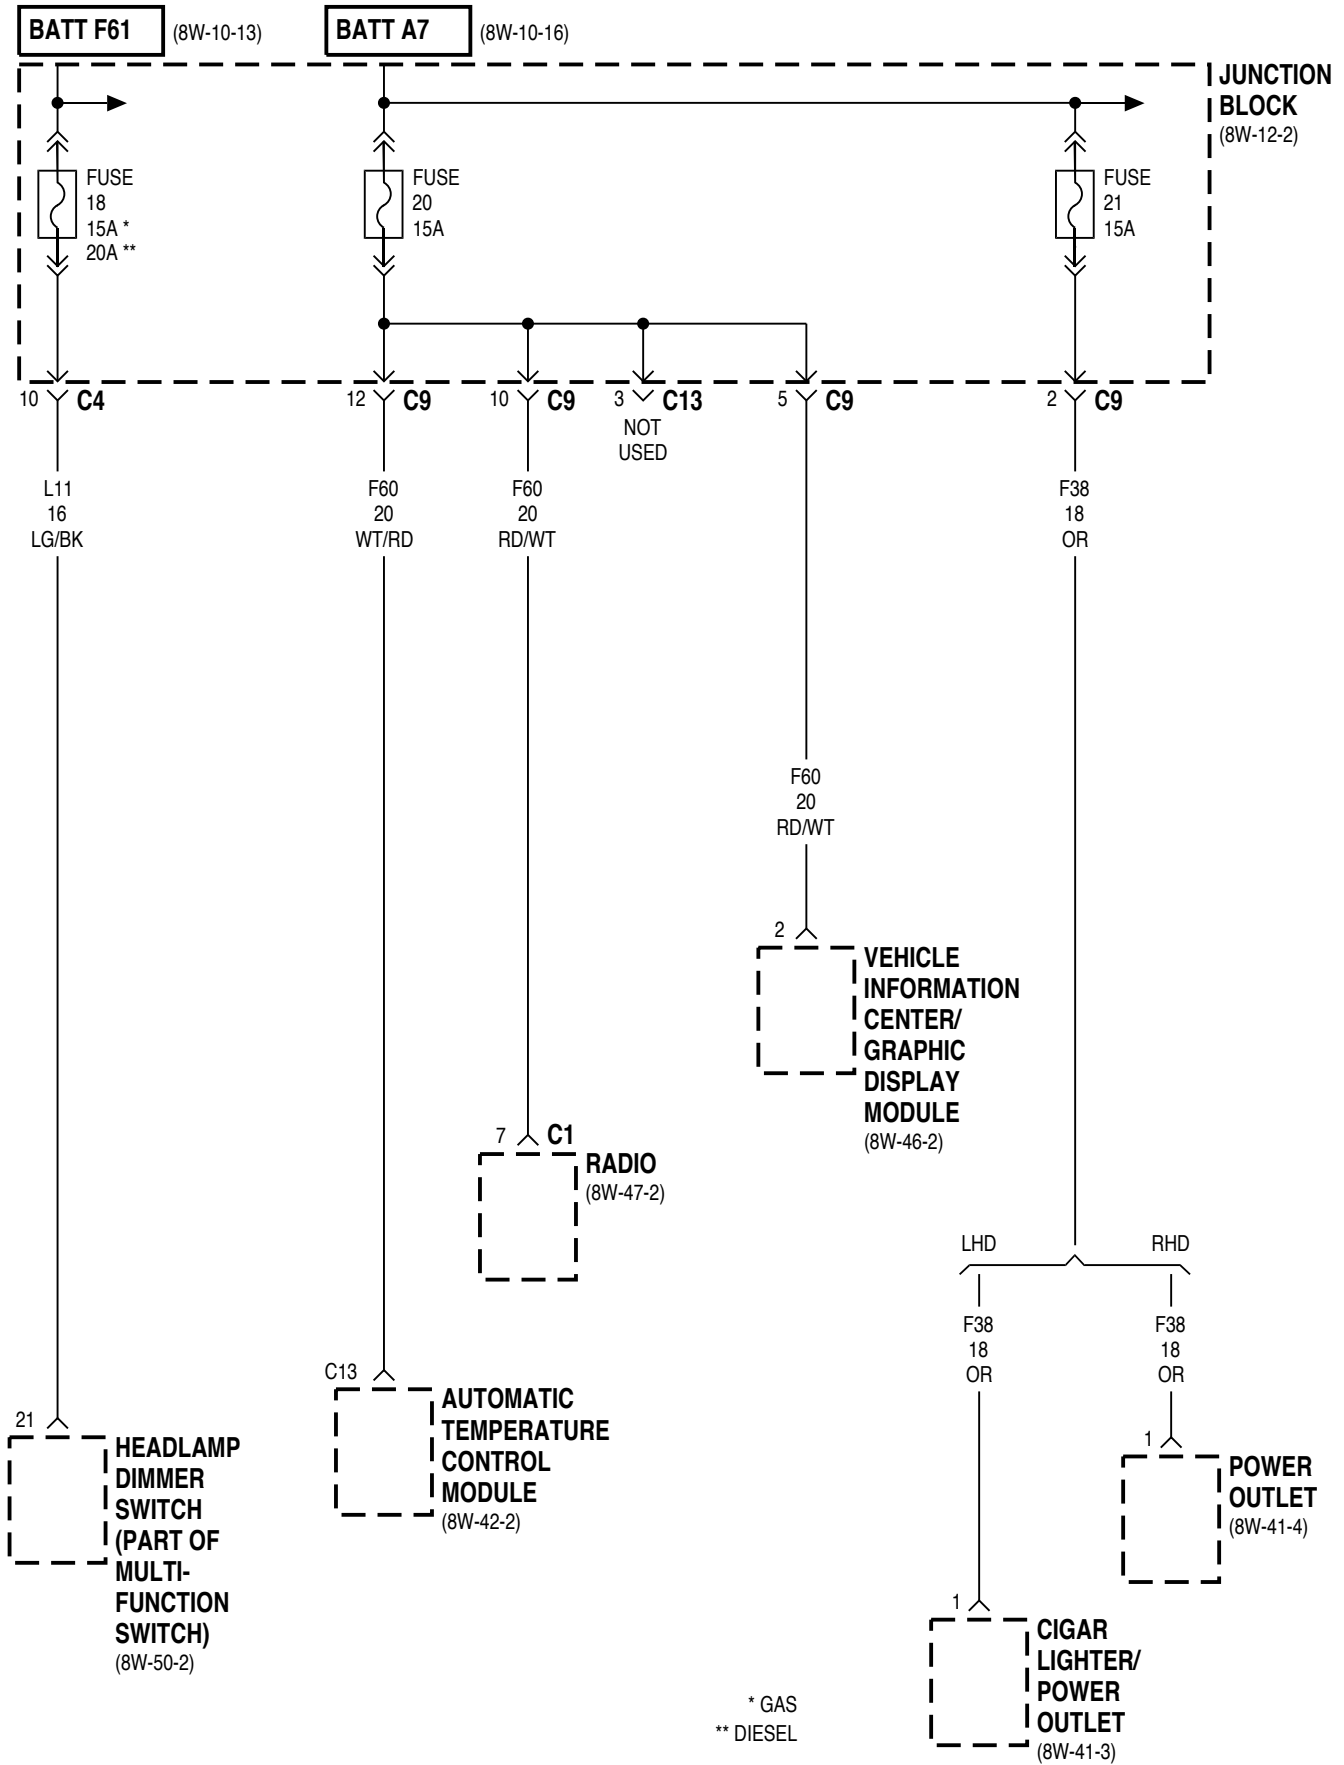 BATT F61 (8W-10-13)
BATT A7 (8W-10-16)
JUNCTION
BLOCK
(8W-12-2)
FUSE
18
15A *
20A **
FUSE
20
15A
FUSE
21
15A
10 C4
12 C9
10 C9
3 C13
NOT
USED
5 C9
2 C9
L11
16
LG/BK
F60
20
WT/RD
F60
20
RD/WT
F38
18
OR
F60
20
RD/WT
2
VEHICLE
INFORMATION
CENTER/
GRAPHIC
DISPLAY
MODULE
(8W-46-2)
7 C1
RADIO
(8W-47-2)
LHD
RHD
F38
18
OR
F38
18
OR
C13
AUTOMATIC
TEMPERATURE
CONTROL
MODULE
(8W-42-2)
21
HEADLAMP
DIMMER
SWITCH
(PART OF
MULTI-
FUNCTION
SWITCH)
(8W-50-2)
1
POWER
OUTLET
(8W-41-4)
1
CIGAR
LIGHTER/
POWER
OUTLET
(8W-41-3)
* GAS
** DIESEL